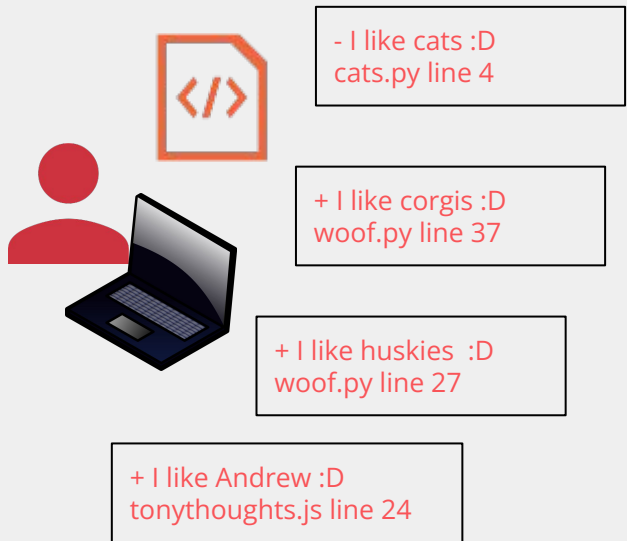 </>
- I like cats :D
cats.py line 4
+ I like corgis :D
woof.py line 37
+ I like huskies  :D
woof.py line 27
+ I like Andrew :D
tonythoughts.js line 24